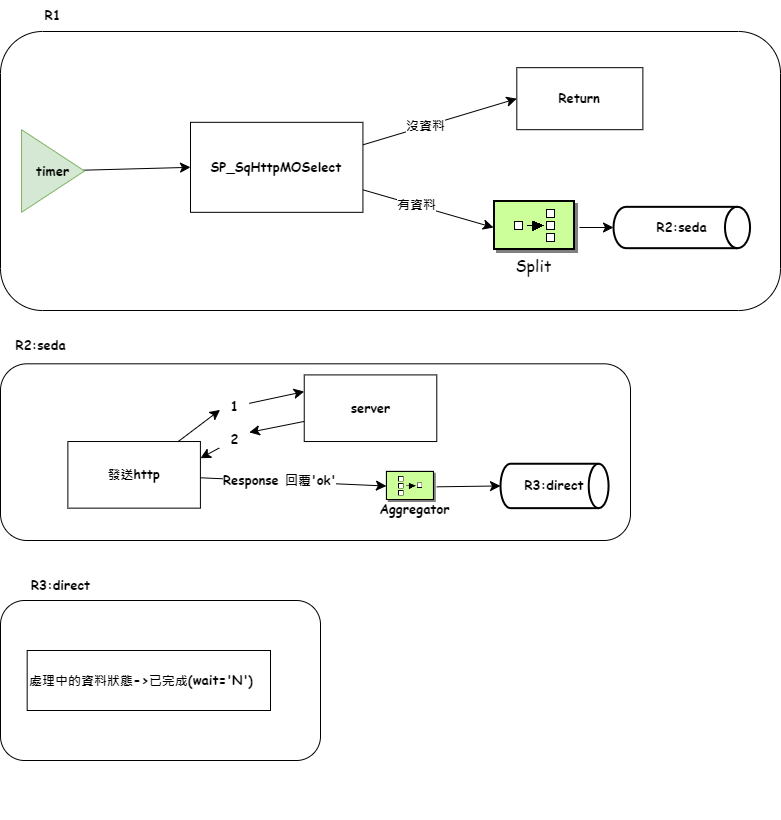 R1
timer
SP_SqHttpMOSelect
沒資料
Return
有資料
Split
R2:seda
R2:seda
1
2
server
發送http
Response 回覆'ok'
Aggregator
R3:direct
R3:direct
處理中的資料狀態->已完成(wait='N')